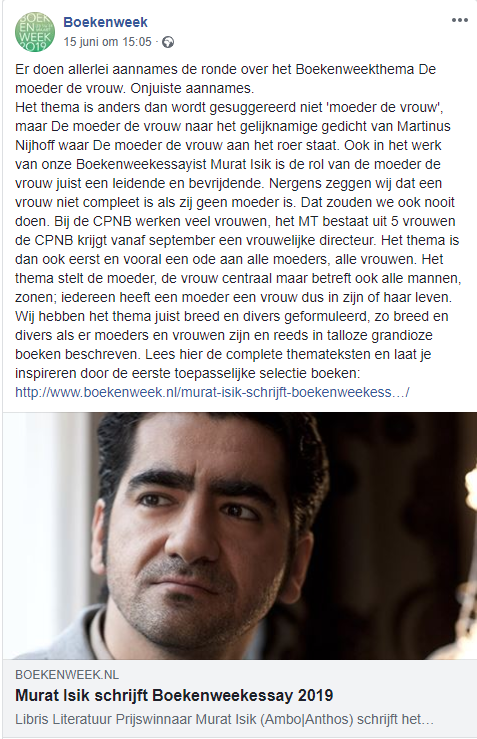 BOEK
EN
WEEK
2019
Boekenweek
15 juni om 15:05 ·
Er doen allerlei aannames de ronde over het Boekenweekthema De
moeder de vrouw. Onjuiste aannames.
Het thema is anders dan wordt gesuggereerd niet 'moeder de vrouw',
maar De moeder de vrouw naar het gelijknamige gedicht van Martinus
Nijhoff waar De moeder de vrouw aan het roer staat. Ook in het werk
van onze Boekenweekessayist Murat Isik is de rol van de moeder de
vrouw juist een leidende en bevrijdende. Nergens zeggen wij dat een
vrouw niet compleet is als zij geen moeder is. Dat zouden we ook nooit
doen. Bij de CPNB werken veel vrouwen, het MT bestaat uit 5 vrouwen
de CPNB krijgt vanaf september een vrouwelijke directeur. Het thema is
dan ook eerst en vooral een ode aan alle moeders, alle vrouwen. Het
thema stelt de moeder, de vrouw centraal maar betreft ook alle mannen,
zonen; iedereen heeft een moeder een vrouw dus in zijn of haar leven.
Wij hebben het thema juist breed en divers geformuleerd, zo breed en
divers als er moeders en vrouwen zijn en reeds in talloze grandioze
boeken beschreven. Lees hier de complete themateksten en laat je
inspireren door de eerste toepasselijke selectie boeken:
http://www.boekenweek.nl/murat-isik-schrijft-boekenweekess…/
BOEKENWEEK.NL
Murat Isik schrijft Boekenweekessay 2019
Libris Literatuur Prijswinnaar Murat Isik (Ambo|Anthos) schrijft het…